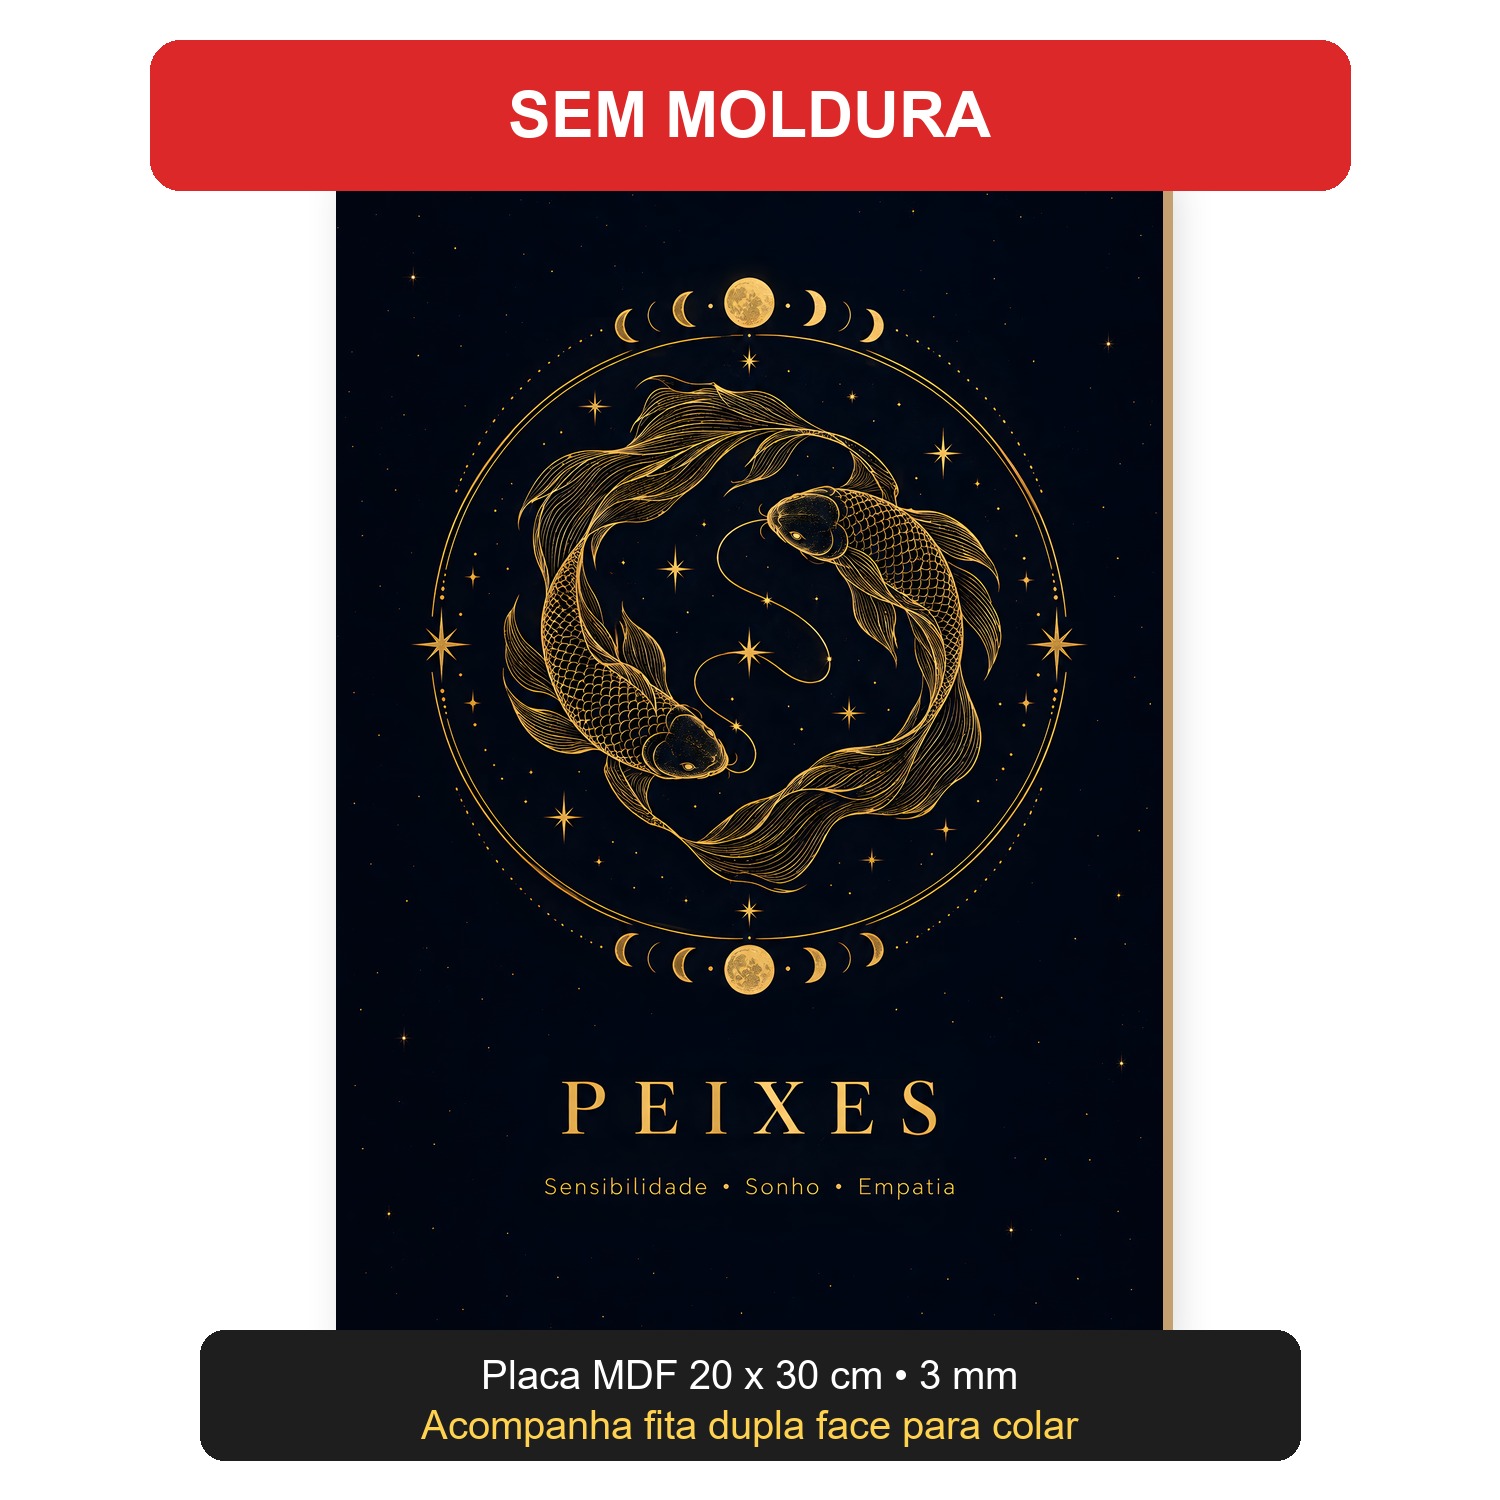 SEM MOLDURA
PEIXES
Sensibilidade • Sonho • Empatia
Placa MDF 20 x 30 cm • 3 mm
Acompanha fita dupla face para colar